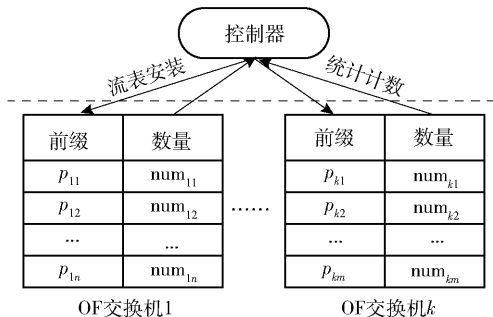 控制器
流表安装
统计计数
前缀 数量 前缀 数量
p11 num11 pk1 numk1
p12 num12 …… pk2 numk2
... ... ... ...
p1n num1n pkm numkm
OF交换机1 OF交换机k